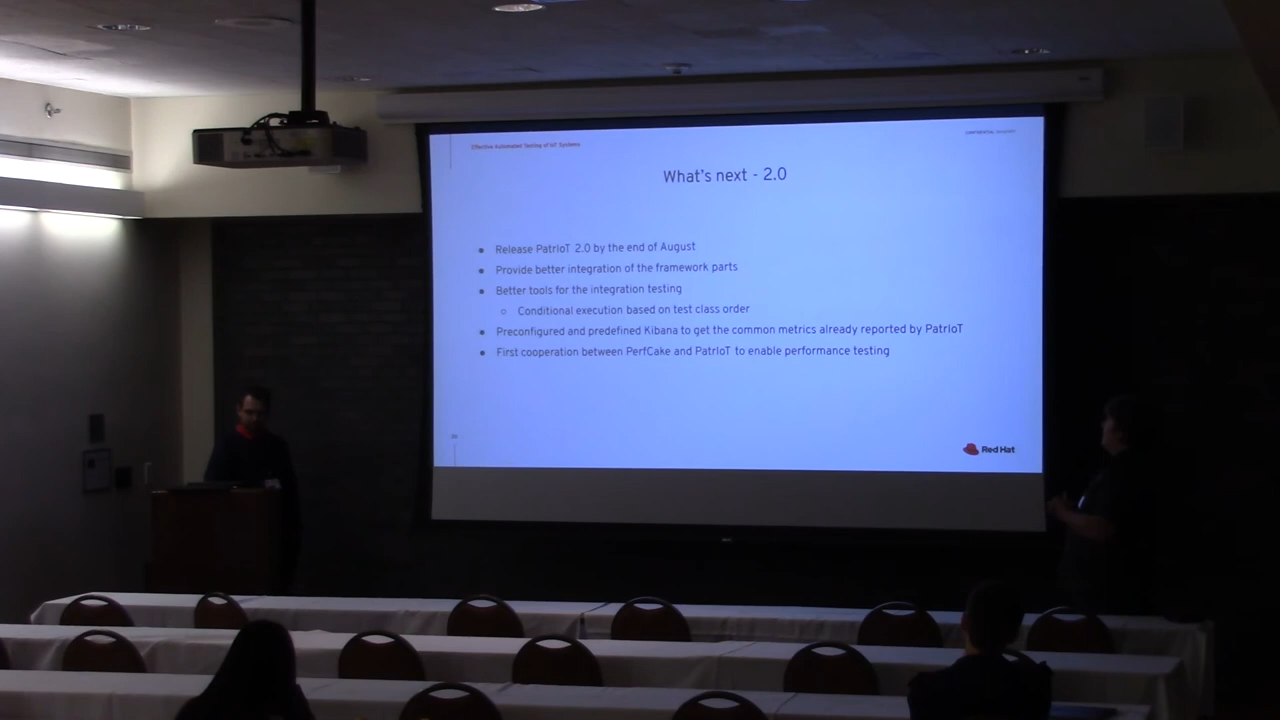 Effective Automated Testing of IoT Systems
CONFIDENTIAL
What's next - 2.0
● Release PatrIoT 2.0 by the end of August
● Provide better integration of the framework parts
● Better tools for the integration testing
○ Conditional execution based on test class order
● Preconfigured and predefined Kibana to get the common metrics already reported by PatrIoT
● First cooperation between PerfCake and PatrIoT to enable performance testing
Red Hat